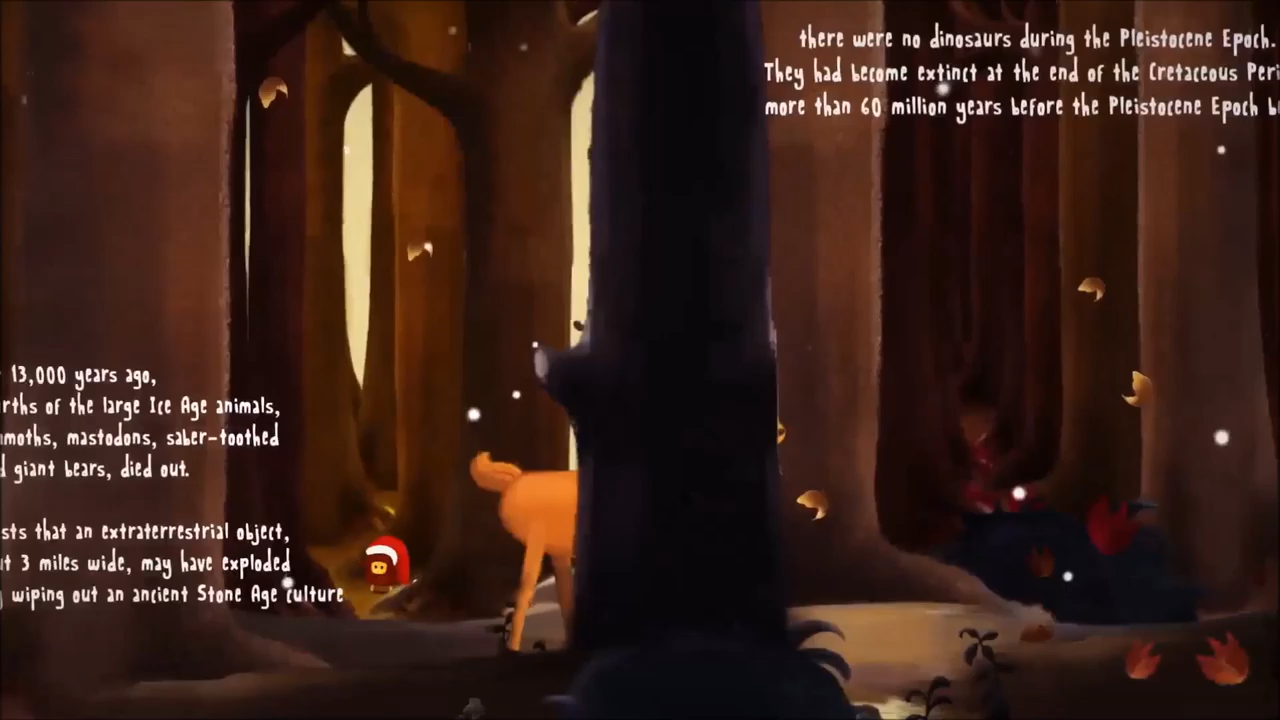 13,000 years ago,
of the large Ice Age animals,
mastodons, saber-toothed
giant bears, died out.
that an extraterrestrial object,
3 miles wide, may have exploded
wiping out an ancient Stone Age culture
there were no dinosaurs during the Pleistocene Epoch.
They had become extinct at the end of the Cretaceous
more than 60 million years before the Pleistocene Epoch